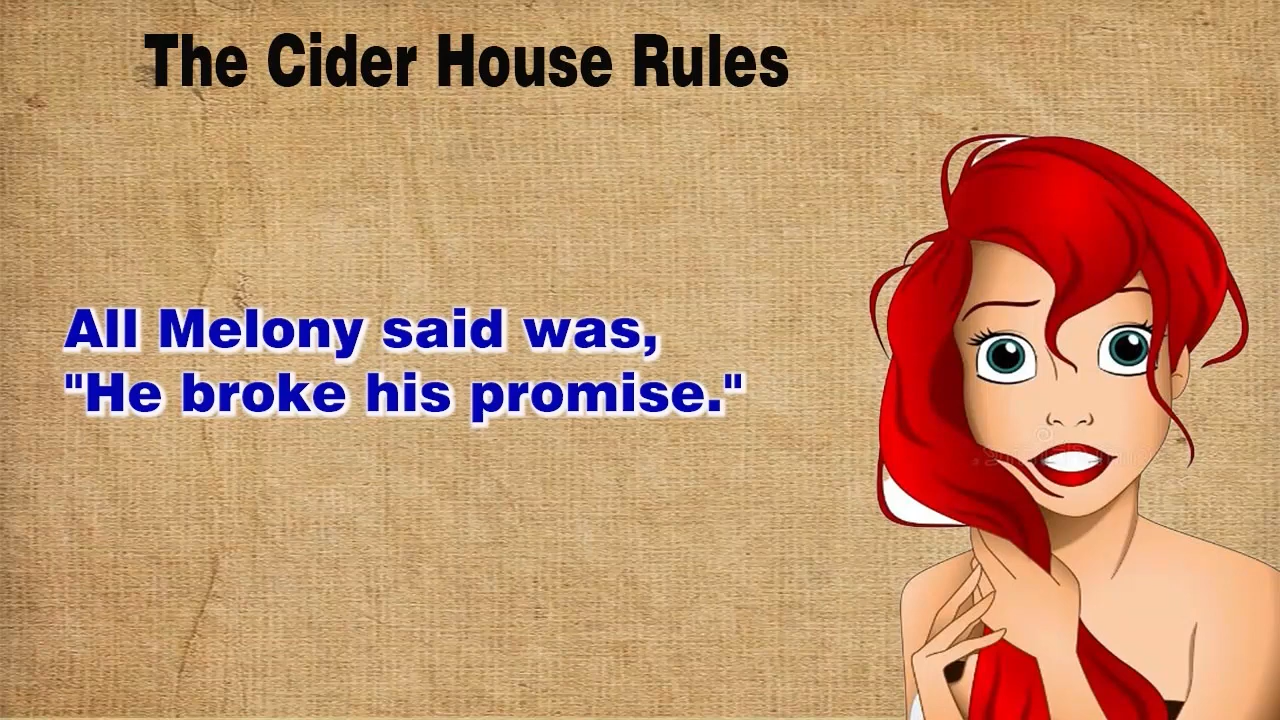 The Cider House Rules
All Melony said was,
"He broke his promise."